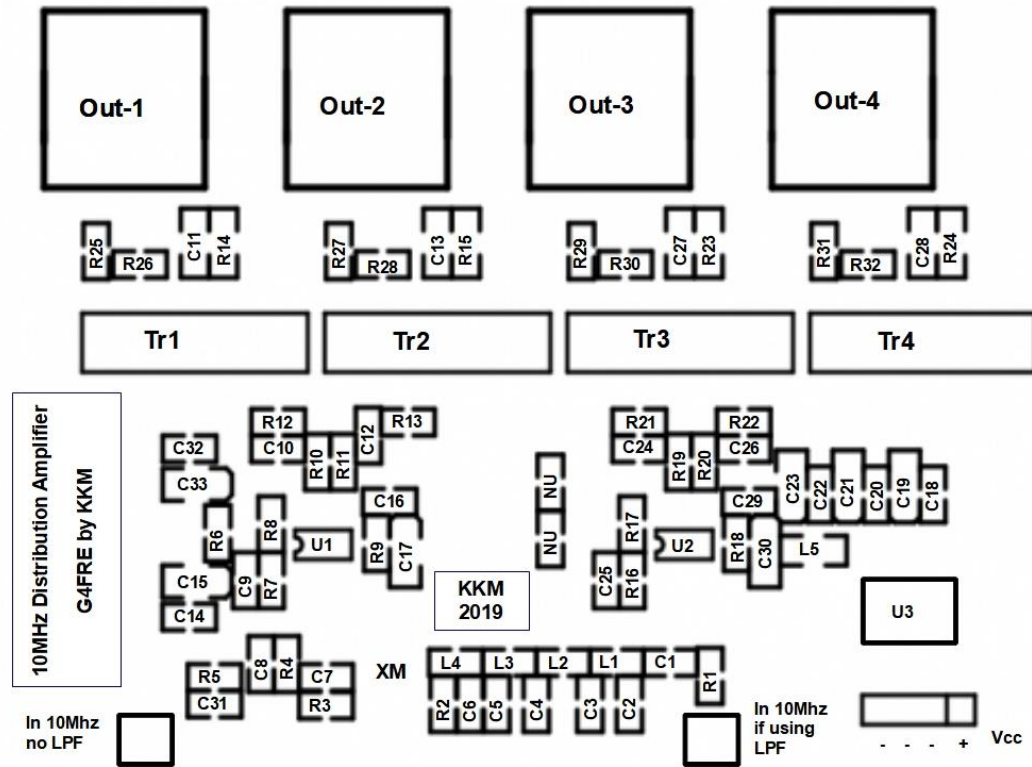 Out-1
Out-2
Out-3
Out-4
R25
R26
C11
R14
R27
R28
C13
R15
R29
R30
C27
R23
R31
R32
C28
R24
Tr1
Tr2
Tr3
Tr4
10MHz Distribution Amplifier
G4FRE by KKM
C32
C33
R12
C10
R10
R11
C12
R13
C16
R6
R8
U1
R9
C17
C15
C14
C9
R7
NU
NU
R21
C24
R19
R20
R22
C26
C29
R17
U2
R18
C30
C25
R16
C23
C22
C21
C20
C19
C18
L5
U3
KKM
2019
R5
C31
C8
R4
C7
R3
XM
L4
L3
L2
L1
C1
R1
R2
C6
C5
C4
C3
C2
In 10Mhz
no LPF
In 10Mhz
if using
LPF
- - - +
Vcc